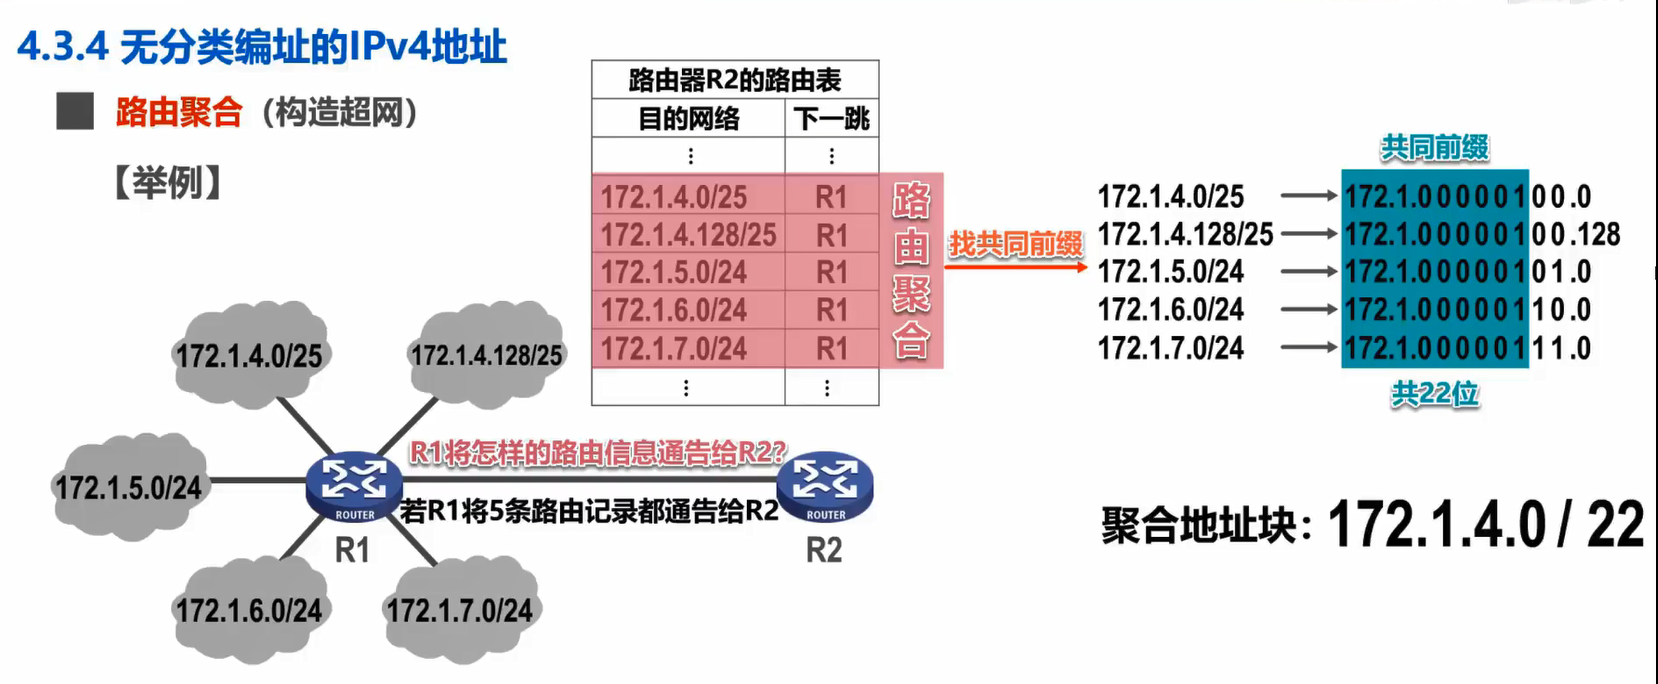 4.3.4 无分类编址的IPv4地址
路由聚合（构造超网）
【举例】
路由器R2的路由表
目的网络 下一跳
⋮ ⋮
172.1.4.0/25 R1
172.1.4.128/25 R1
172.1.5.0/24 R1
172.1.6.0/24 R1
172.1.7.0/24 R1
⋮ ⋮
路由聚合
找共同前缀
共同前缀
172.1.4.0/25 172.1.00000100.0
172.1.4.128/25 172.1.00000100.128
172.1.5.0/24 172.1.00000101.0
172.1.6.0/24 172.1.00000110.0
172.1.7.0/24 172.1.00000111.0
共22位
172.1.4.0/25
172.1.4.128/25
172.1.5.0/24
R1将怎样的路由信息通告给R2?
若R1将5条路由记录都通告给R2
ROUTER
R1
ROUTER
R2
172.1.6.0/24
172.1.7.0/24
聚合地址块：172.1.4.0 / 22